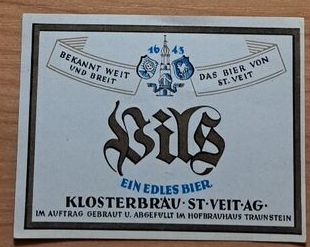 BEKANNT WEIT
UND BREIT
1645
DAS BIER VON
ST. VEIT
Pils
EIN EDLES BIER
KLOSTERBRÄU · ST · VEIT · AG ·
IM AUFTRAG GEBRAUT U. ABGEFÜLLT IM HOFBRAUHAUS TRAUNSTEIN